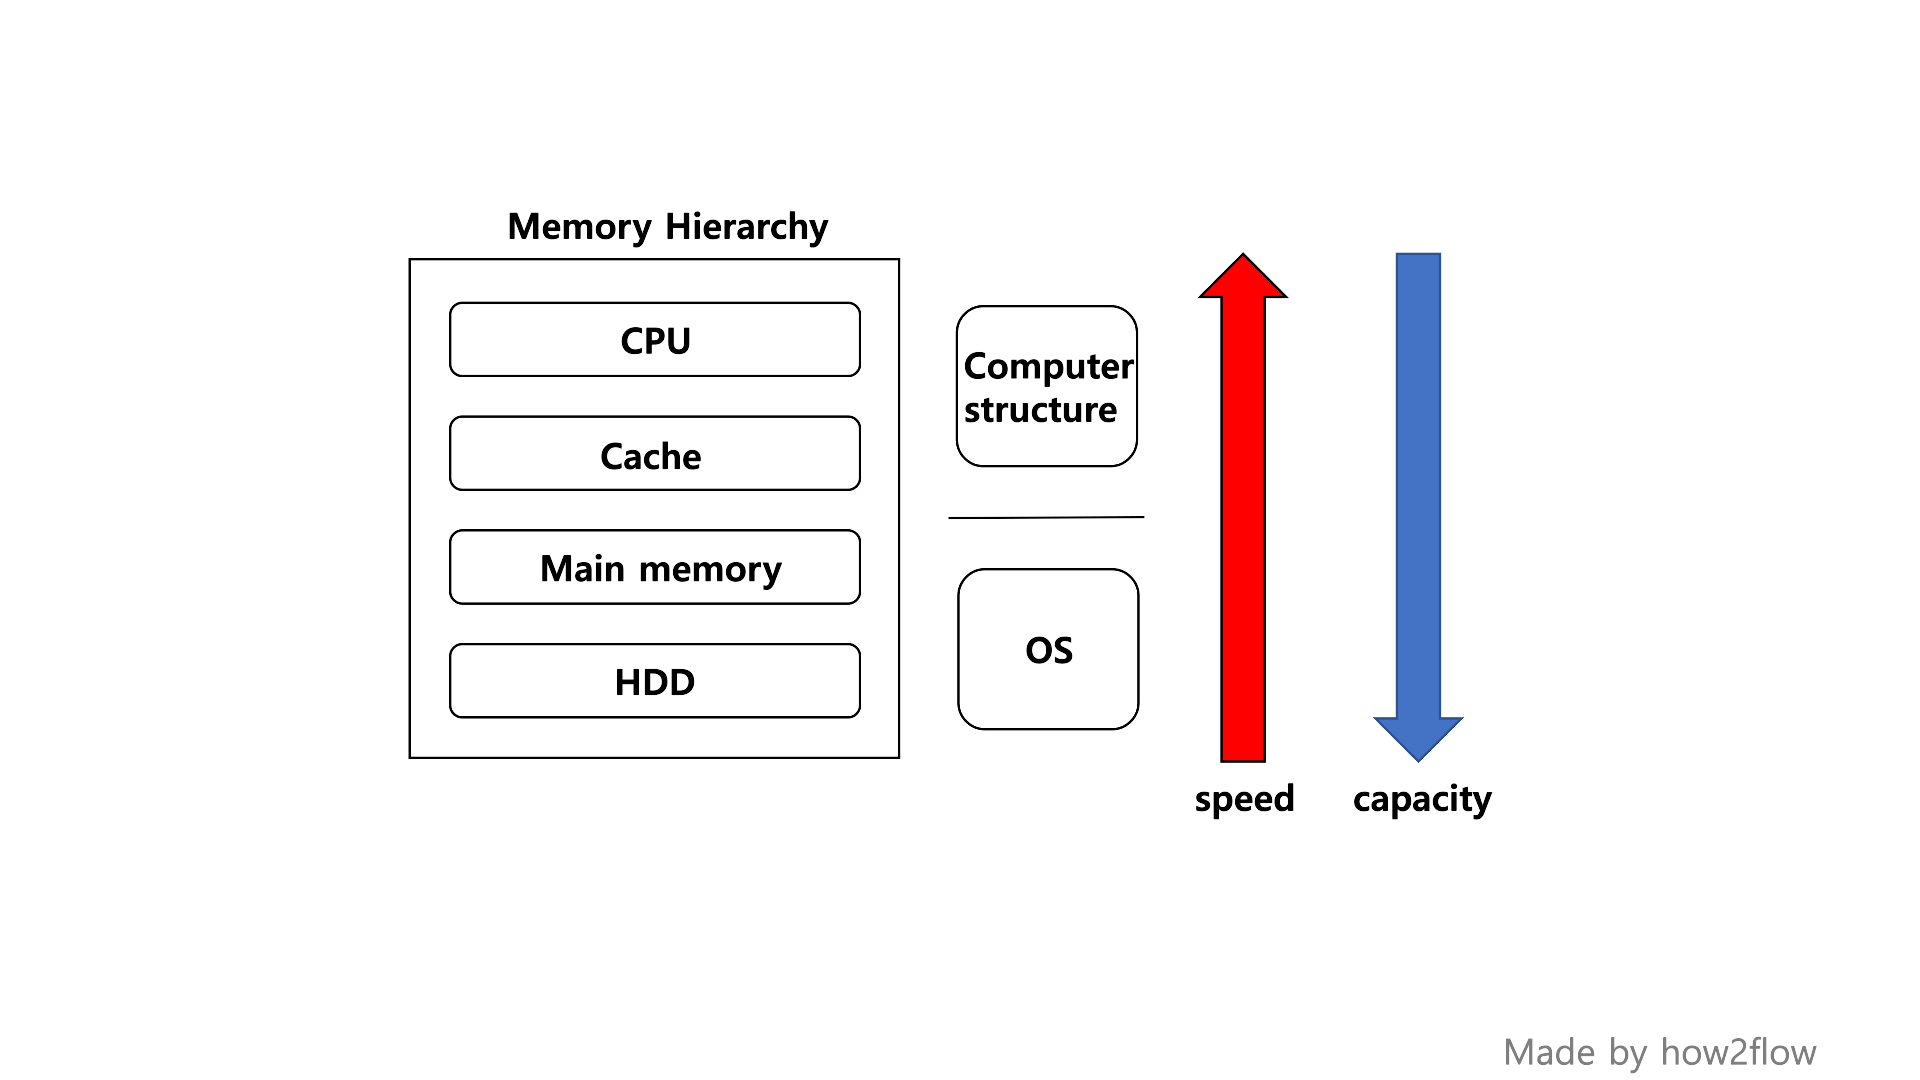 Memory Hierarchy
CPU
Cache
Main memory
HDD
Computer
structure
OS
speed
capacity
Made by how2flow